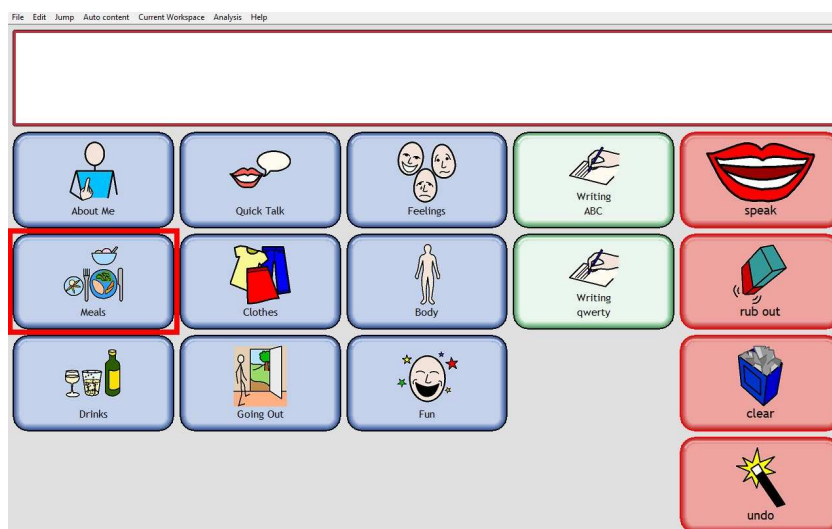 File Edit Jump Auto content Current Workspace Analysis Help
About Me
Quick Talk
Feelings
Writing
ABC
speak
Meals
Clothes
Body
Writing
qwerty
rub out
Drinks
Going Out
Fun
clear
undo